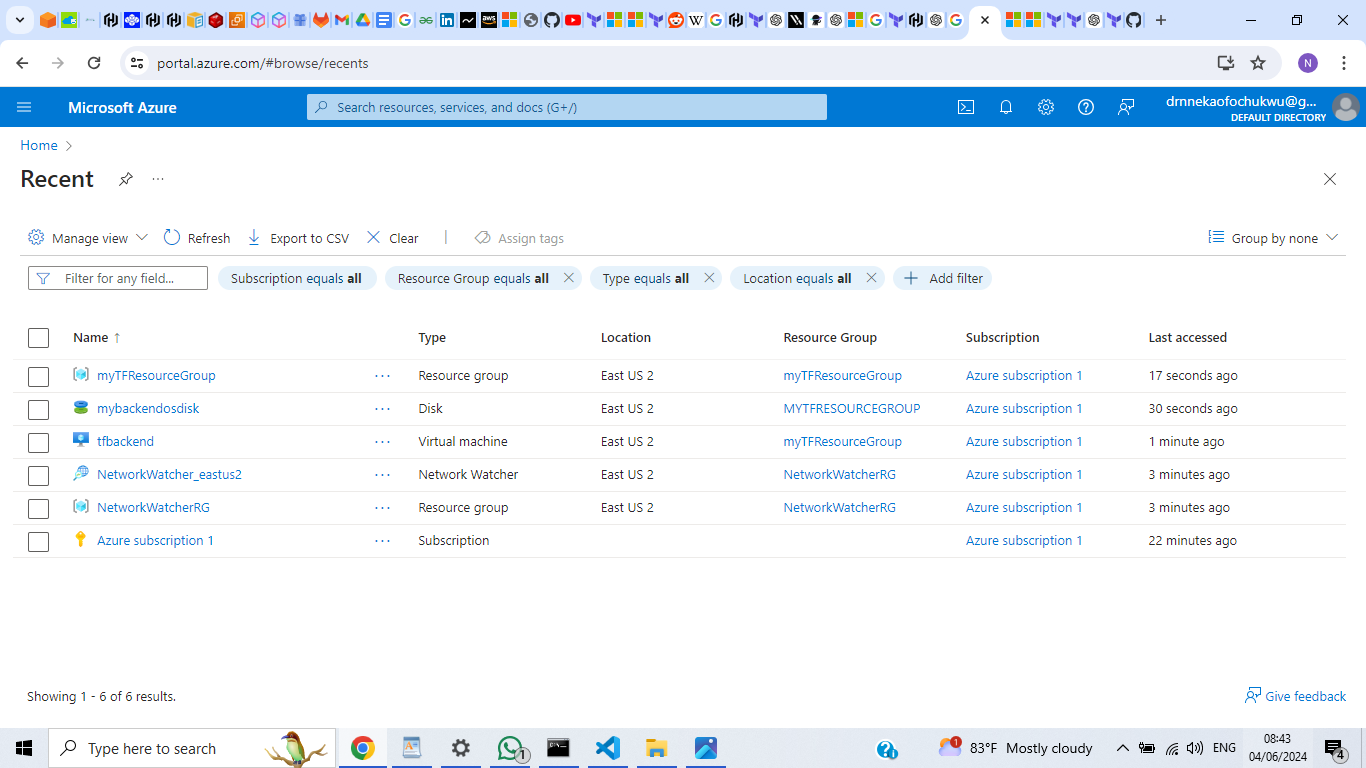 portal.azure.com/#browse/recents
N
Microsoft Azure
Search resources, services, and docs (G+/)
drnnekaofochukwu@g...
DEFAULT DIRECTORY
Home
Recent
Manage view
Refresh
Export to CSV
Clear
Assign tags
Group by none
Filter for any field...
Subscription equals all
Resource Group equals all
Type equals all
Location equals all
Add filter
Name ↑ Type Location Resource Group Subscription Last accessed
myTFResourceGroup ··· Resource group East US 2 myTFResourceGroup Azure subscription 1 17 seconds ago
mybackendosdisk ··· Disk East US 2 MYTFRESOURCEGROUP Azure subscription 1 30 seconds ago
tfbackend ··· Virtual machine East US 2 myTFResourceGroup Azure subscription 1 1 minute ago
NetworkWatcher_eastus2 ··· Network Watcher East US 2 NetworkWatcherRG Azure subscription 1 3 minutes ago
NetworkWatcherRG ··· Resource group East US 2 NetworkWatcherRG Azure subscription 1 3 minutes ago
Azure subscription 1 ··· Subscription Azure subscription 1 22 minutes ago
Showing 1 - 6 of 6 results.
Give feedback
Type here to search
1
1
83°F Mostly cloudy
ENG
08:43
04/06/2024
4